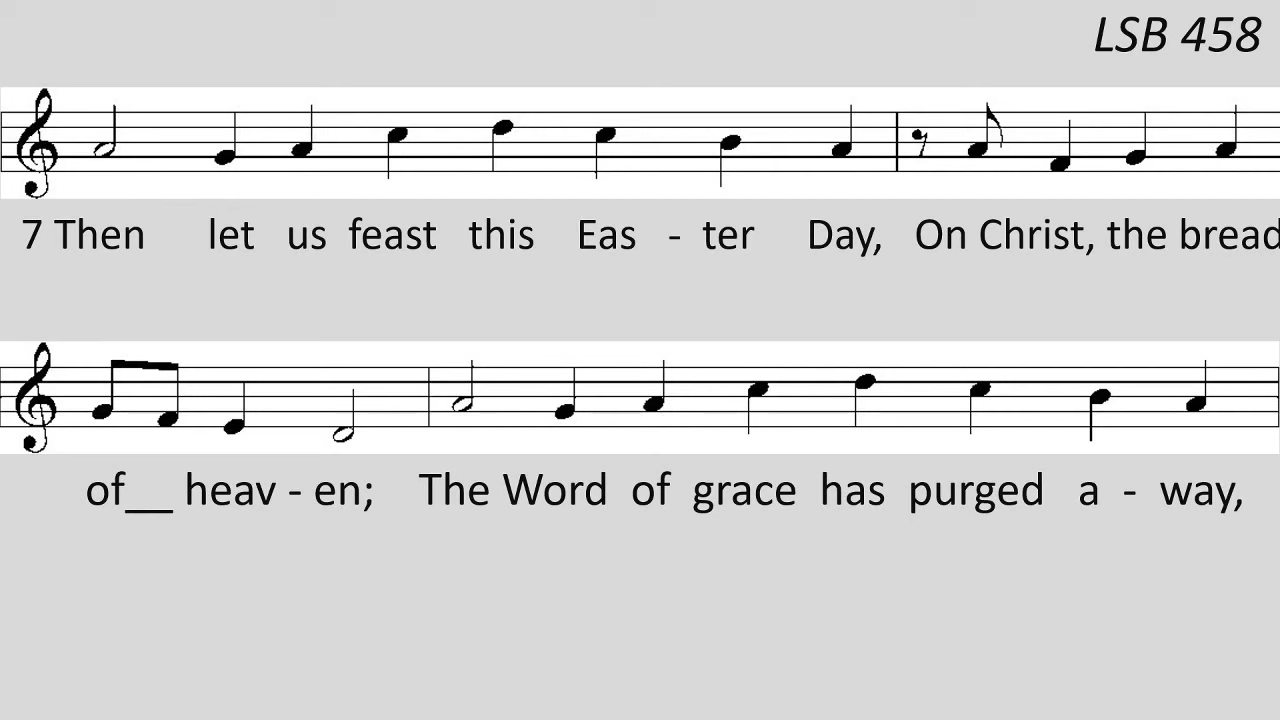 LSB 458
7 Then let us feast this Eas - ter Day, On Christ, the bread
of__ heav - en; The Word of grace has purged a - way,